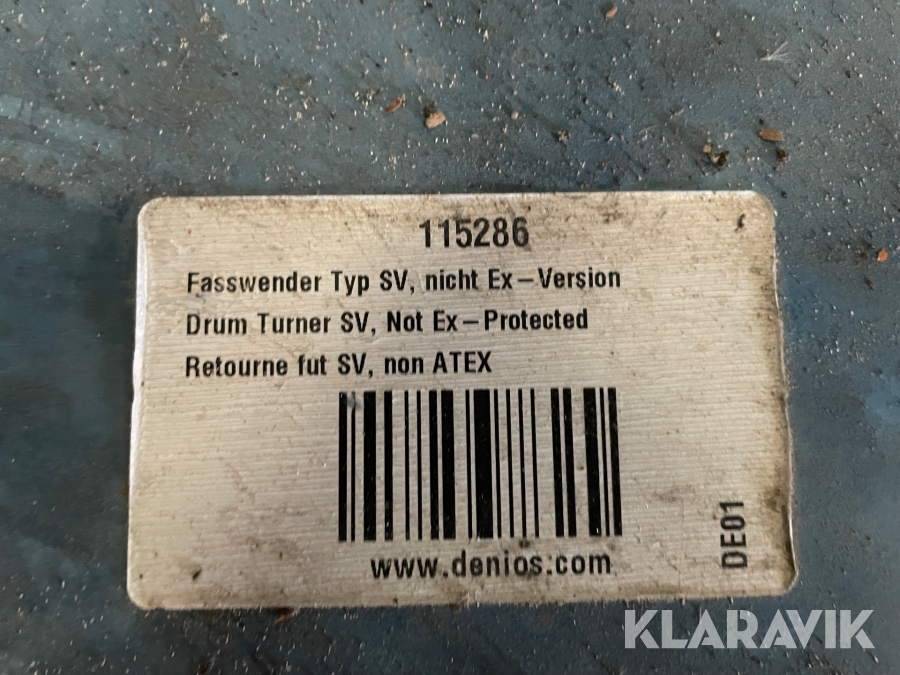 115286
Fasswender Typ SV, nicht Ex-Version
Drum Turner SV, Not Ex-Protected
Retourne fut SV, non ATEX
www.denios.com
DE01
KLARAVIK